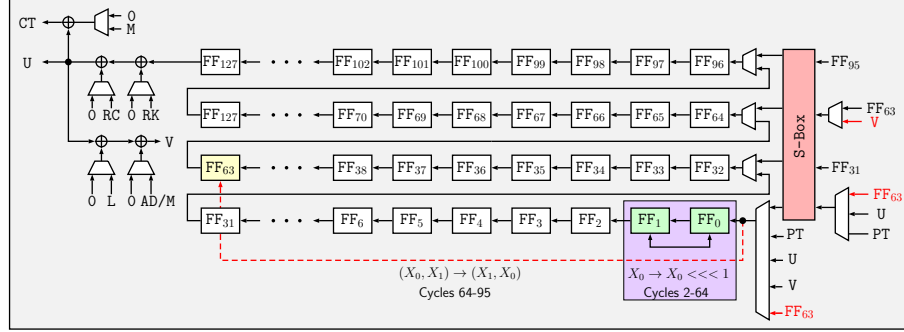 CT
O
M
U
FF127 FF102 FF101 FF100 FF99 FF98 FF97 FF96
FF95
O RC O RK
FF127 FF70 FF69 FF68 FF67 FF66 FF65 FF64
S-Box
FF63
V
V
FF63 FF38 FF37 FF36 FF35 FF34 FF33 FF32
FF31
O L O AD/M
FF63
U
PT
FF31 FF6 FF5 FF4 FF3 FF2 FF1 FF0
PT
U
V
FF63
(X0, X1) → (X1, X0)
Cycles 64-95
X0 → X0 <<< 1
Cycles 2-64